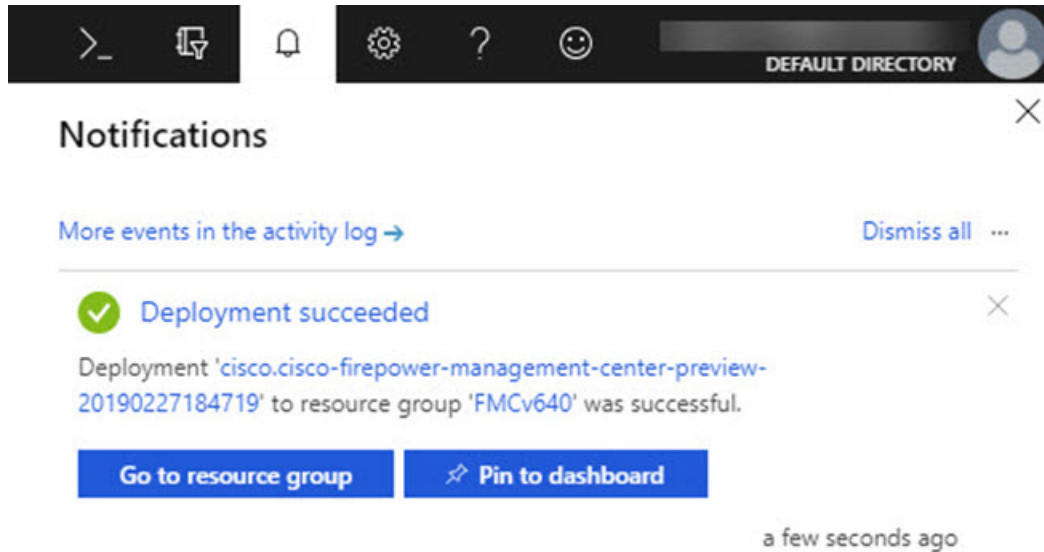 DEFAULT DIRECTORY
Notifications
More events in the activity log →
Dismiss all ...
Deployment succeeded
Deployment 'cisco.cisco-firepower-management-center-preview-
20190227184719' to resource group 'FMCv640' was successful.
Go to resource group
Pin to dashboard
a few seconds ago